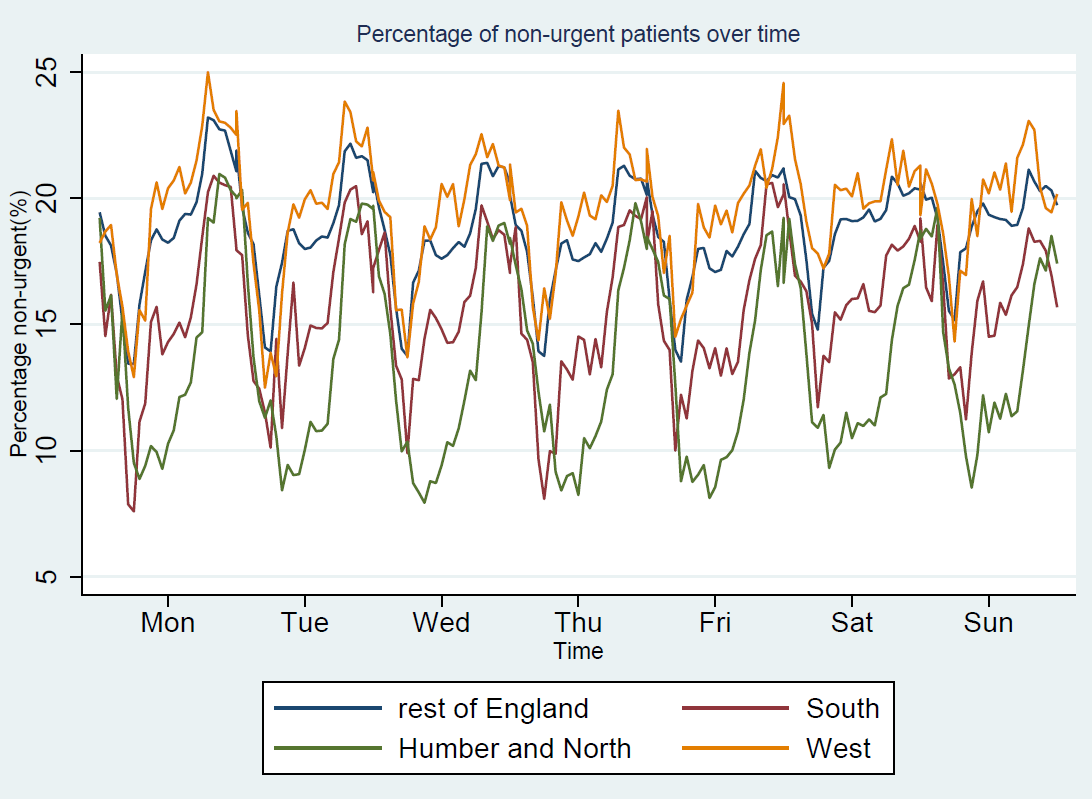 Percentage of non-urgent patients over time
Percentage non-urgent(%)
25
20
15
10
5
Mon Tue Wed Thu Fri Sat Sun
Time
rest of England South
Humber and North West